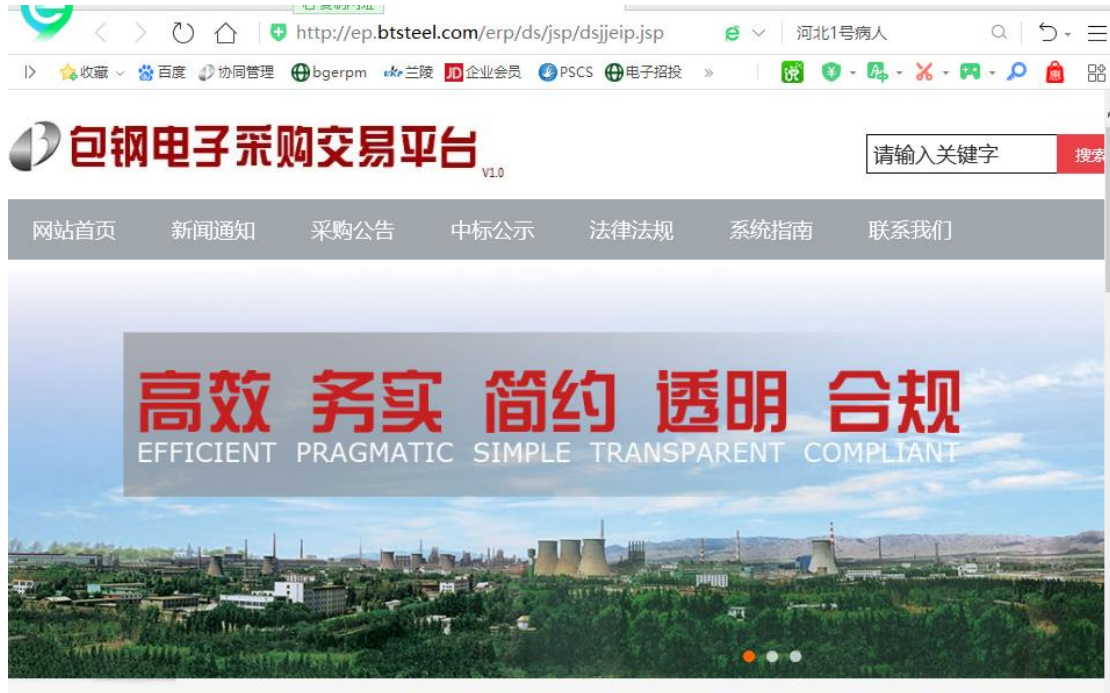 http://ep.btsteel.com/erp/ds/jsp/dsjjeip.jsp 河北1号病人
收藏 百度 协同管理 bgerpm ekr兰陵 JD企业会员 PSCS 电子招投 »
包钢电子采购交易平台 V1.0
请输入关键字 搜索
网站首页 新闻通知 采购公告 中标公示 法律法规 系统指南 联系我们
高效 务实 简约 透明 合规
EFFICIENT PRAGMATIC SIMPLE TRANSPARENT COMPLIANT